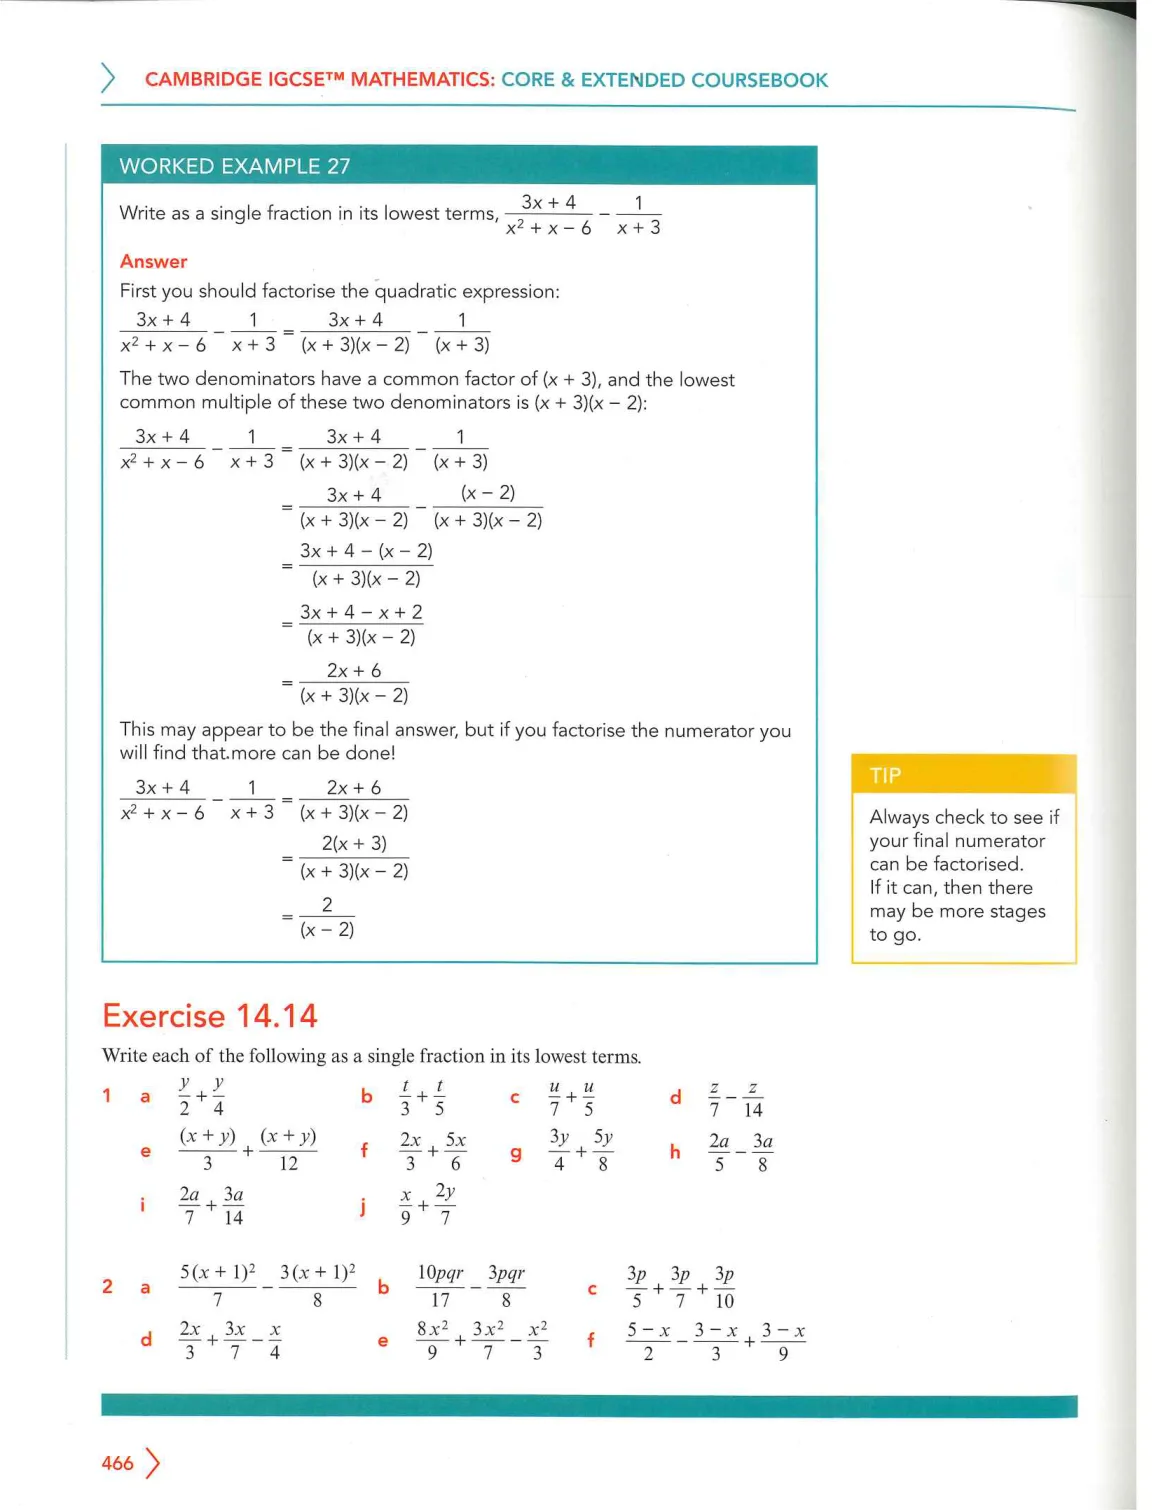 CAMBRIDGE IGCSE™ MATHEMATICS: CORE & EXTENDED COURSEBOOK
WORKED EXAMPLE 27
Write as a single fraction in its lowest terms, (3x + 4)/(x² + x − 6) − 1/(x + 3)
Answer
First you should factorise the quadratic expression:
(3x + 4)/(x² + x − 6) − 1/(x + 3) = (3x + 4)/((x + 3)(x − 2)) − 1/(x + 3)
The two denominators have a common factor of (x + 3), and the lowest
common multiple of these two denominators is (x + 3)(x − 2):
(3x + 4)/(x² + x − 6) − 1/(x + 3) = (3x + 4)/((x + 3)(x − 2)) − 1/(x + 3)
= (3x + 4)/((x + 3)(x − 2)) − (x − 2)/((x + 3)(x − 2))
= (3x + 4 − (x − 2))/((x + 3)(x − 2))
= (3x + 4 − x + 2)/((x + 3)(x − 2))
= (2x + 6)/((x + 3)(x − 2))
This may appear to be the final answer, but if you factorise the numerator you
will find that more can be done!
(3x + 4)/(x² + x − 6) − 1/(x + 3) = (2x + 6)/((x + 3)(x − 2))
= 2(x + 3)/((x + 3)(x − 2))
= 2/(x − 2)
TIP
Always check to see if
your final numerator
can be factorised.
If it can, then there
may be more stages
to go.
Exercise 14.14
Write each of the following as a single fraction in its lowest terms.
1 a y/2 + y/4 b t/3 + t/5 c u/7 + u/5 d z/7 − z/14
e (x + y)/3 + (x + y)/12 f 2x/3 + 5x/6 g 3y/4 + 5y/8 h 2a/5 − 3a/8
i 2a/7 + 3a/14 j x/9 + 2y/7
2 a 5(x + 1)²/7 − 3(x + 1)²/8 b 10pqr/17 − 3pqr/8 c 3p/5 + 3p/7 + 3p/10
d 2x/3 + 3x/7 − x/4 e 8x²/9 + 3x²/7 − x²/3 f (5 − x)/2 − (3 − x)/3 + (3 − x)/9
466